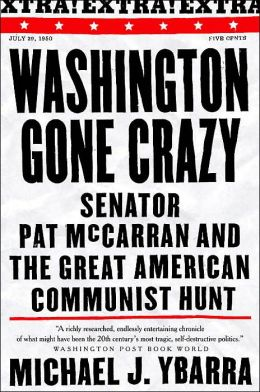 XTRA! EXTRA! EXTRA! EXTRA
JULY 29, 1950 FIVE CENTS
WASHINGTON
GONE CRAZY
SENATOR
PAT McCARRAN AND
THE GREAT AMERICAN
COMMUNIST HUNT
"A richly researched, endlessly entertaining chronicle
of what might have been the 20th century's most tragic, self-destructive politics."
WASHINGTON POST BOOK WORLD
MICHAEL J. YBARRA